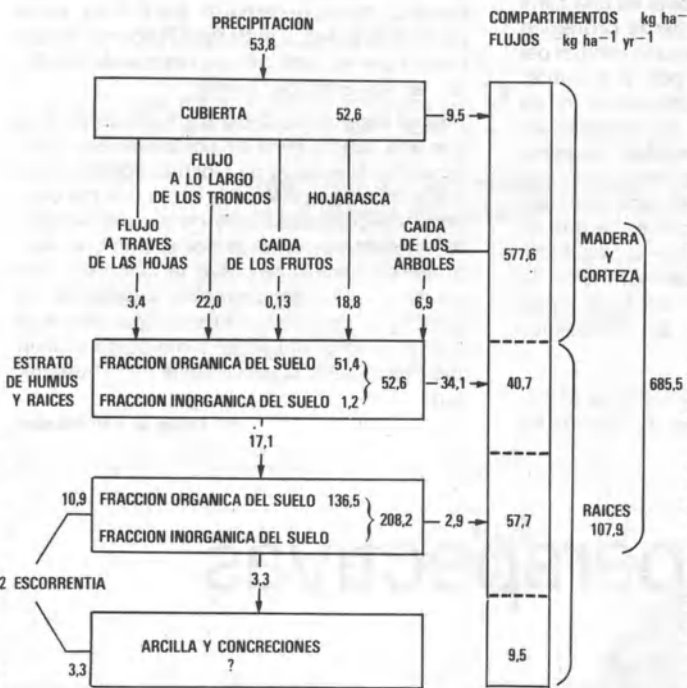 PRECIPITACION
53,8
COMPARTIMENTOS kg ha⁻
FLUJOS kg ha⁻¹ yr⁻¹
CUBIERTA 52,6
9,5
FLUJO
A LO LARGO
DE LOS TRONCOS
HOJARASCA
FLUJO
A TRAVES
DE LAS HOJAS
CAIDA
DE LOS FRUTOS
CAIDA
DE LOS
ARBOLES
577,6
MADERA
Y
CORTEZA
3,4 22,0 0,13 18,8 6,9
ESTRATO
DE HUMUS
Y RAICES
FRACCION ORGANICA DEL SUELO 51,4
FRACCION INORGANICA DEL SUELO 1,2
52,6
34,1
40,7
685,5
17,1
10,9
FRACCION ORGANICA DEL SUELO 136,5
FRACCION INORGANICA DEL SUELO
208,2
2,9
57,7
RAICES
107,9
2 ESCORRENTIA
3,3
ARCILLA Y CONCRECIONES
?
9,5
3,3